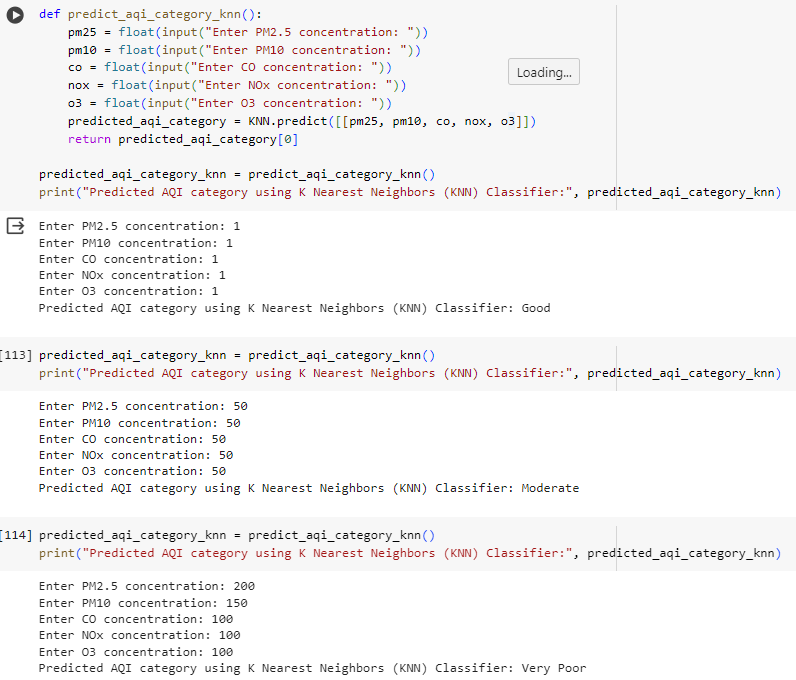 def predict_aqi_category_knn():
    pm25 = float(input("Enter PM2.5 concentration: "))
    pm10 = float(input("Enter PM10 concentration: "))
    co = float(input("Enter CO concentration: "))
    nox = float(input("Enter NOx concentration: "))
    o3 = float(input("Enter O3 concentration: "))
    predicted_aqi_category = KNN.predict([[pm25, pm10, co, nox, o3]])
    return predicted_aqi_category[0]
Loading...
predicted_aqi_category_knn = predict_aqi_category_knn()
print("Predicted AQI category using K Nearest Neighbors (KNN) Classifier:", predicted_aqi_category_knn)
Enter PM2.5 concentration: 1
Enter PM10 concentration: 1
Enter CO concentration: 1
Enter NOx concentration: 1
Enter O3 concentration: 1
Predicted AQI category using K Nearest Neighbors (KNN) Classifier: Good
[113] predicted_aqi_category_knn = predict_aqi_category_knn()
print("Predicted AQI category using K Nearest Neighbors (KNN) Classifier:", predicted_aqi_category_knn)
Enter PM2.5 concentration: 50
Enter PM10 concentration: 50
Enter CO concentration: 50
Enter NOx concentration: 50
Enter O3 concentration: 50
Predicted AQI category using K Nearest Neighbors (KNN) Classifier: Moderate
[114] predicted_aqi_category_knn = predict_aqi_category_knn()
print("Predicted AQI category using K Nearest Neighbors (KNN) Classifier:", predicted_aqi_category_knn)
Enter PM2.5 concentration: 200
Enter PM10 concentration: 150
Enter CO concentration: 100
Enter NOx concentration: 100
Enter O3 concentration: 100
Predicted AQI category using K Nearest Neighbors (KNN) Classifier: Very Poor